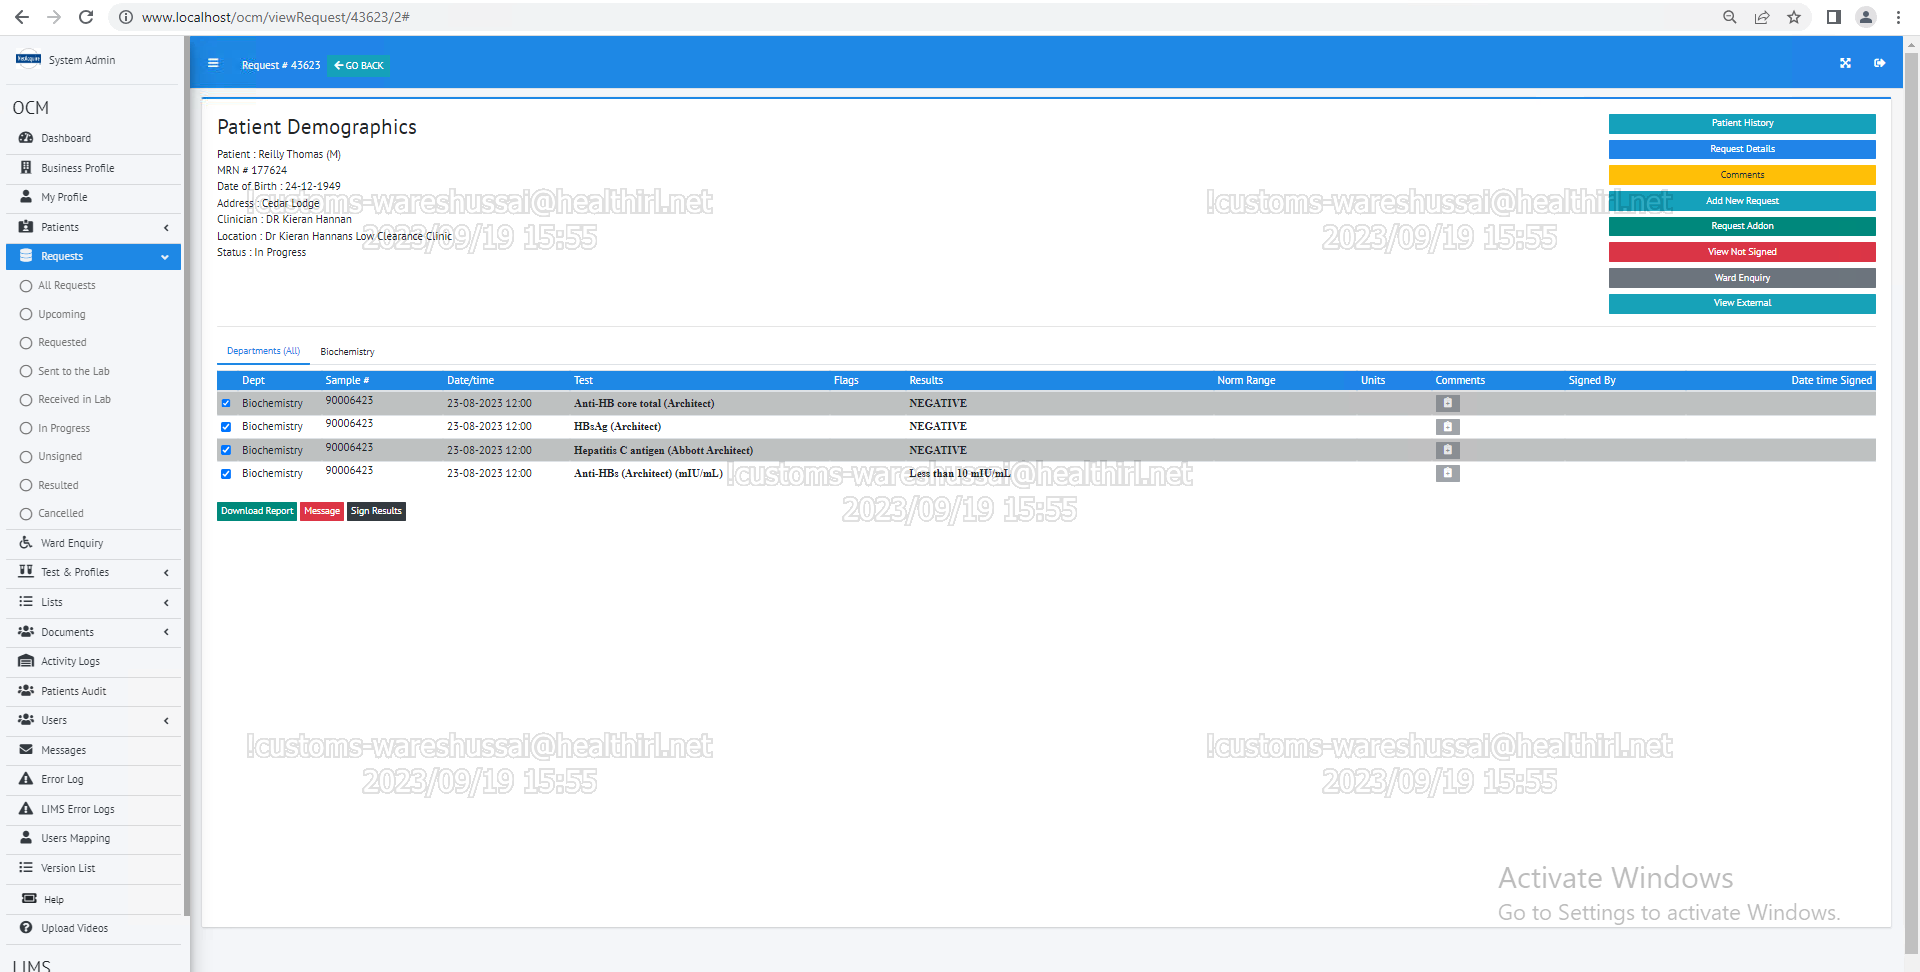 www.localhost/ocm/viewRequest/43623/2#
System Admin
Request # 43623
GO BACK
OCM
Dashboard
Business Profile
My Profile
Patients
Requests
All Requests
Upcoming
Requested
Sent to the Lab
Received in Lab
In Progress
Unsigned
Resulted
Cancelled
Ward Enquiry
Test & Profiles
Lists
Documents
Activity Logs
Patients Audit
Users
Messages
Error Log
LIMS Error Logs
Users Mapping
Version List
Help
Upload Videos
LIMS
Patient Demographics
Patient : Reilly Thomas (M)
MRN # 177624
Date of Birth : 24-12-1949
Address : Cedar Lodge
Clinician : DR Kieran Hannan
Location : Dr Kieran Hannans Low Clearance Clinic
Status : In Progress
Patient History
Request Details
Comments
Add New Request
Request Addon
View Not Signed
Ward Enquiry
View External
!customs-wareshussai@healthirl.net
2023/09/19 15:55
!customs-wareshussai@healthirl.net
2023/09/19 15:55
Departments (All) Biochemistry
Dept Sample # Date/time Test Flags Results Norm Range Units Comments Signed By Date time Signed
Biochemistry 90006423 23-08-2023 12:00 Anti-HB core total (Architect) NEGATIVE
Biochemistry 90006423 23-08-2023 12:00 HBsAg (Architect) NEGATIVE
Biochemistry 90006423 23-08-2023 12:00 Hepatitis C antigen (Abbott Architect) NEGATIVE
Biochemistry 90006423 23-08-2023 12:00 Anti-HBs (Architect) (mIU/mL) Less than 10 mIU/mL
!customs-wareshussai@healthirl.net
2023/09/19 15:55
Download Report Message Sign Results
!customs-wareshussai@healthirl.net
2023/09/19 15:55
!customs-wareshussai@healthirl.net
2023/09/19 15:55
Activate Windows
Go to Settings to activate Windows.